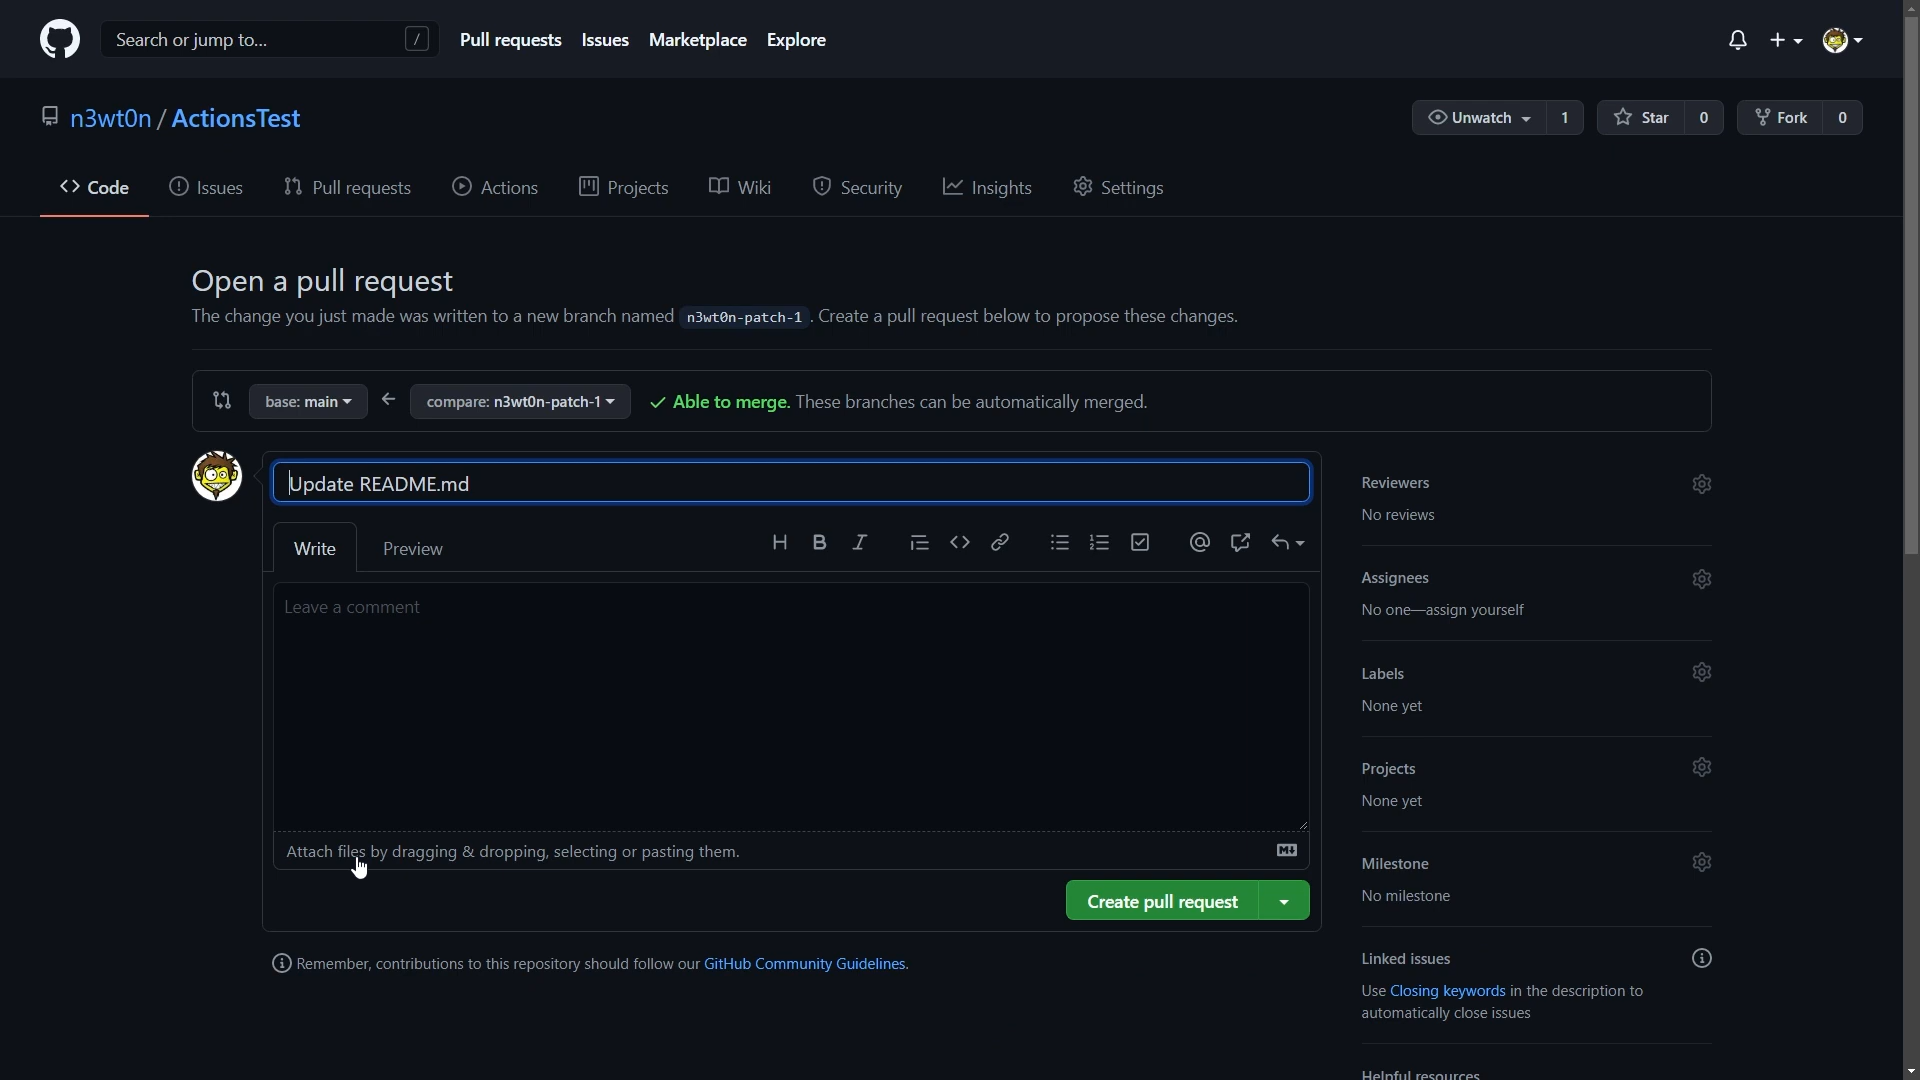 Search or jump to... /
Pull requests Issues Marketplace Explore
n3wt0n / ActionsTest
Unwatch 1 Star 0 Fork 0
Code Issues Pull requests Actions Projects Wiki Security Insights Settings
Open a pull request
The change you just made was written to a new branch named n3wt0n-patch-1 . Create a pull request below to propose these changes.
base: main compare: n3wt0n-patch-1 Able to merge. These branches can be automatically merged.
Update README.md
Write Preview
Leave a comment
Attach files by dragging & dropping, selecting or pasting them.
Create pull request
Remember, contributions to this repository should follow our GitHub Community Guidelines.
Reviewers
No reviews
Assignees
No one—assign yourself
Labels
None yet
Projects
None yet
Milestone
No milestone
Linked issues
Use Closing keywords in the description to
automatically close issues
Helpful resources